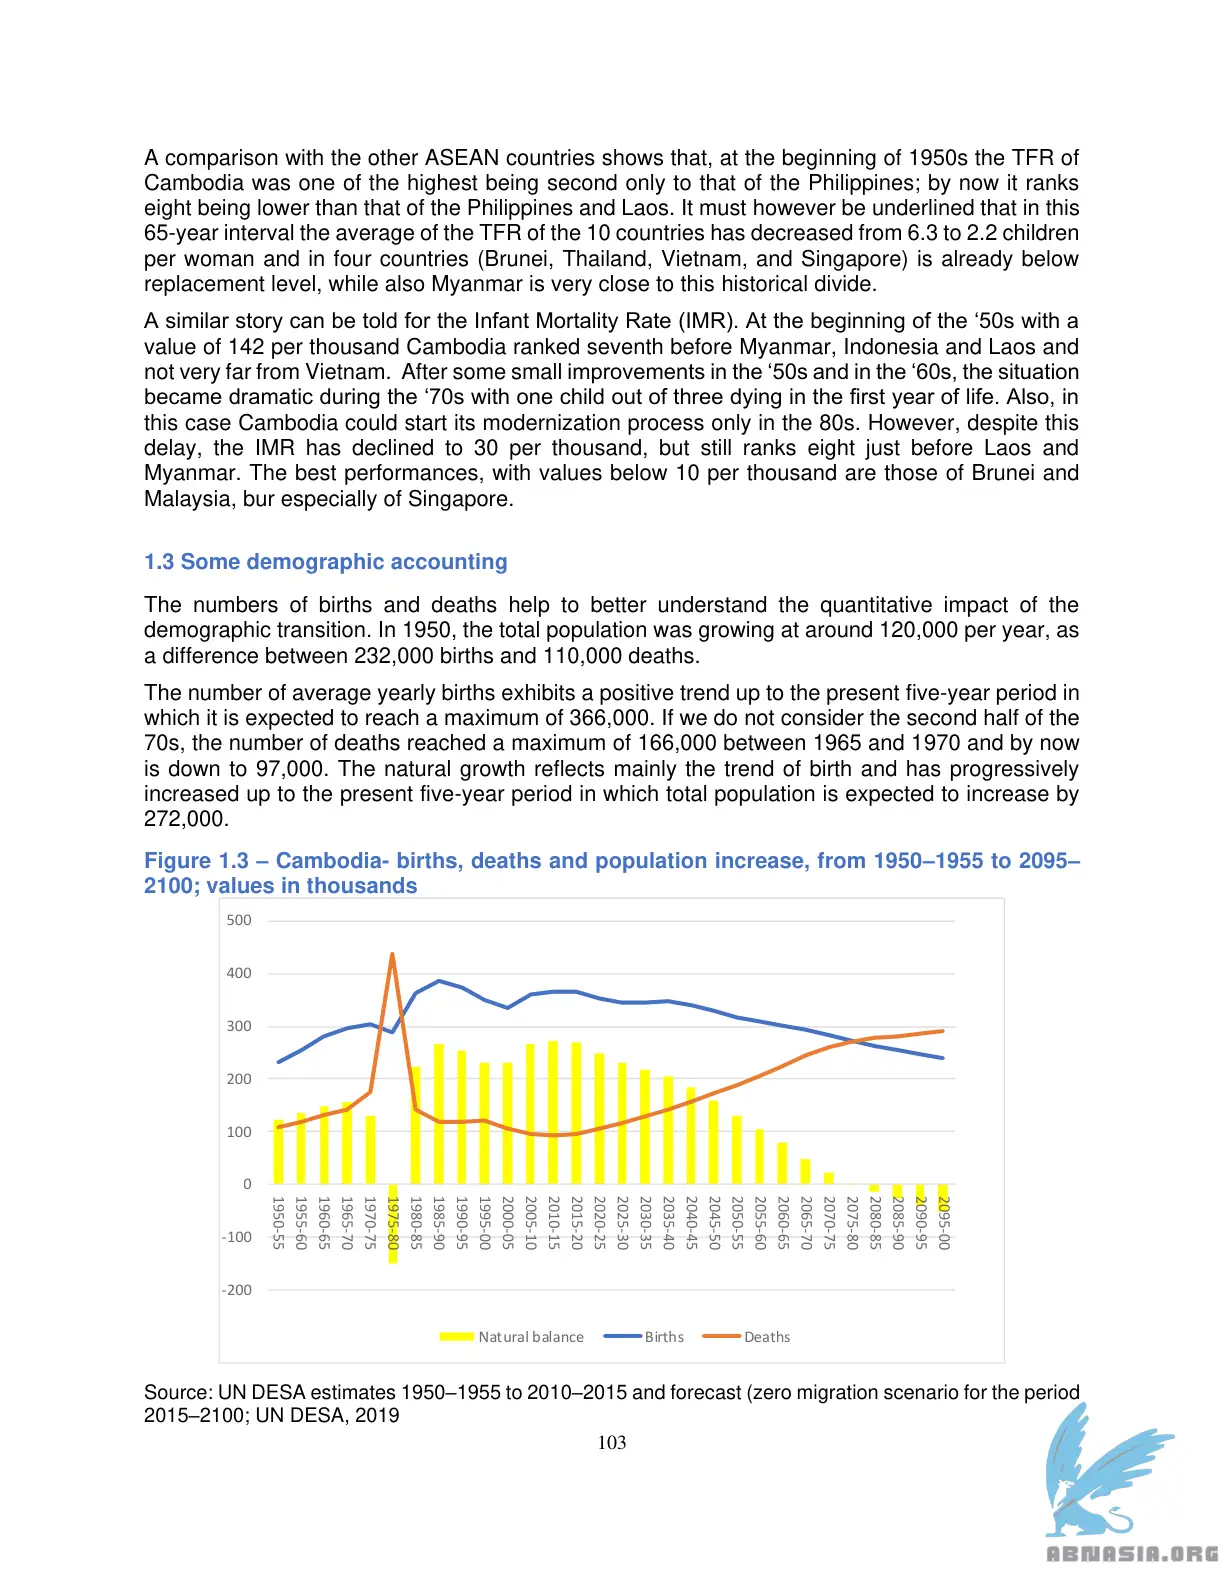 A comparison with the other ASEAN countries shows that, at the beginning of 1950s the TFR of
Cambodia was one of the highest being second only to that of the Philippines; by now it ranks
eight being lower than that of the Philippines and Laos. It must however be underlined that in this
65-year interval the average of the TFR of the 10 countries has decreased from 6.3 to 2.2 children
per woman and in four countries (Brunei, Thailand, Vietnam, and Singapore) is already below
replacement level, while also Myanmar is very close to this historical divide.
A similar story can be told for the Infant Mortality Rate (IMR). At the beginning of the ‘50s with a
value of 142 per thousand Cambodia ranked seventh before Myanmar, Indonesia and Laos and
not very far from Vietnam.  After some small improvements in the ‘50s and in the ‘60s, the situation
became dramatic during the ‘70s with one child out of three dying in the first year of life. Also, in
this case Cambodia could start its modernization process only in the 80s. However, despite this
delay, the IMR has declined to 30 per thousand, but still ranks eight just before Laos and
Myanmar. The best performances, with values below 10 per thousand are those of Brunei and
Malaysia, bur especially of Singapore.
1.3 Some demographic accounting
The numbers of births and deaths help to better understand the quantitative impact of the
demographic transition. In 1950, the total population was growing at around 120,000 per year, as
a difference between 232,000 births and 110,000 deaths.
The number of average yearly births exhibits a positive trend up to the present five-year period in
which it is expected to reach a maximum of 366,000. If we do not consider the second half of the
70s, the number of deaths reached a maximum of 166,000 between 1965 and 1970 and by now
is down to 97,000. The natural growth reflects mainly the trend of birth and has progressively
increased up to the present five-year period in which total population is expected to increase by
272,000.
Figure 1.3 – Cambodia- births, deaths and population increase, from 1950–1955 to 2095–
2100; values in thousands
500
400
300
200
100
0
-100
-200
1950-55
1955-60
1960-65
1965-70
1970-75
1975-80
1980-85
1985-90
1990-95
1995-00
2000-05
2005-10
2010-15
2015-20
2020-25
2025-30
2030-35
2035-40
2040-45
2045-50
2050-55
2055-60
2060-65
2065-70
2070-75
2075-80
2080-85
2085-90
2090-95
2095-00
Natural balance
Births
Deaths
Source: UN DESA estimates 1950–1955 to 2010–2015 and forecast (zero migration scenario for the period
2015–2100; UN DESA, 2019
103
ABNASIA.ORG